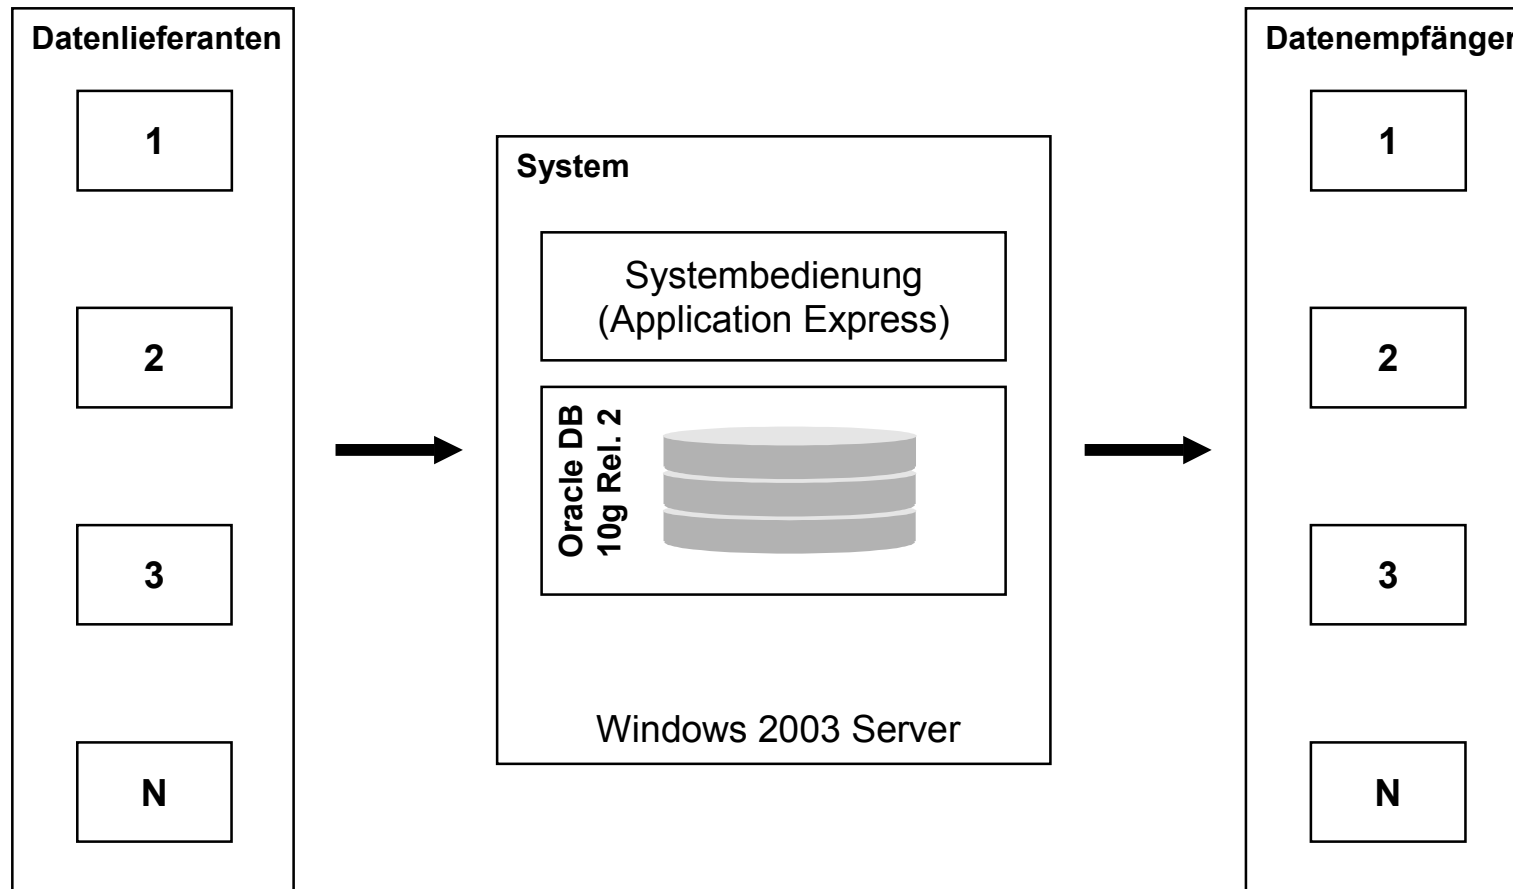 Datenlieferanten
1
2
3
N
System
Systembedienung
(Application Express)
Oracle DB
10g Rel. 2
Windows 2003 Server
Datenempfänger
1
2
3
N